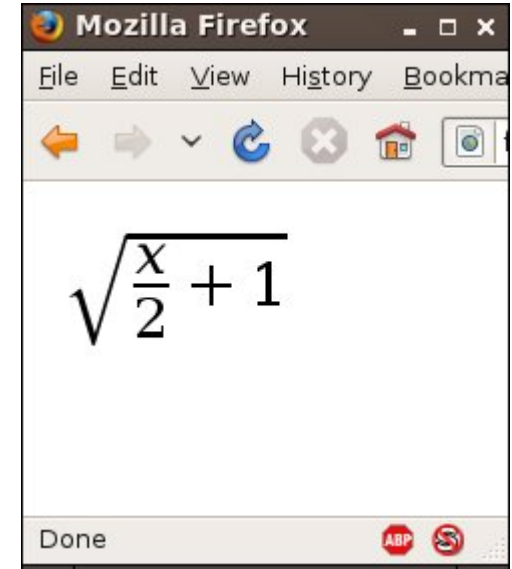 Mozilla Firefox
File Edit View History Bookma
√(x/2 + 1)
Done ABP